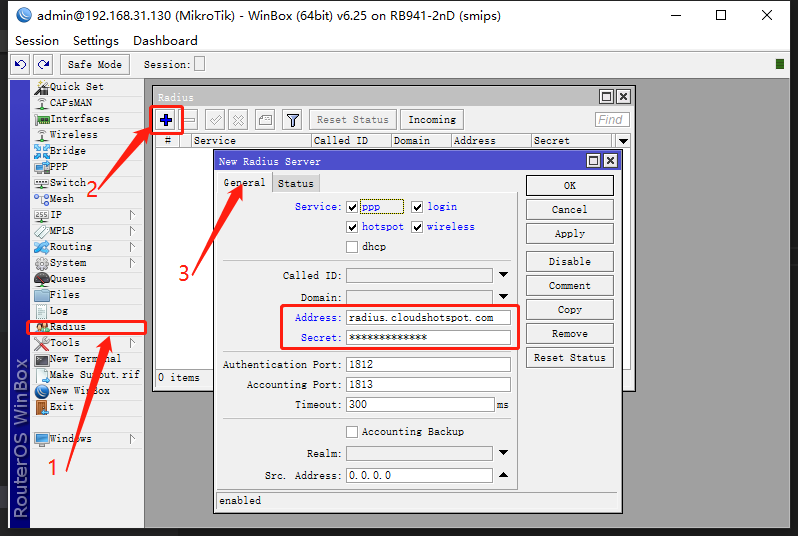 admin@192.168.31.130 (MikroTik) - WinBox (64bit) v6.25 on RB941-2nD (smips)
Session Settings Dashboard
Safe Mode Session:
Quick Set
CAPsMAN
Interfaces
Wireless
Bridge
PPP
Switch
Mesh
IP
MPLS
Routing
System
Queues
Files
Log
Radius
Tools
New Terminal
Make Supout.rif
New WinBox
Exit
Windows
RouterOS WinBox
1
2
3
Radius
Reset Status Incoming Find
# Service Called ID Domain Address Secret
0 items
New Radius Server
General Status
Service: ppp login
hotspot wireless
dhcp
Called ID:
Domain:
Address: radius.cloudshotspot.com
Secret: *************
Authentication Port: 1812
Accounting Port: 1813
Timeout: 300 ms
Accounting Backup
Realm:
Src. Address: 0.0.0.0
enabled
OK
Cancel
Apply
Disable
Comment
Copy
Remove
Reset Status